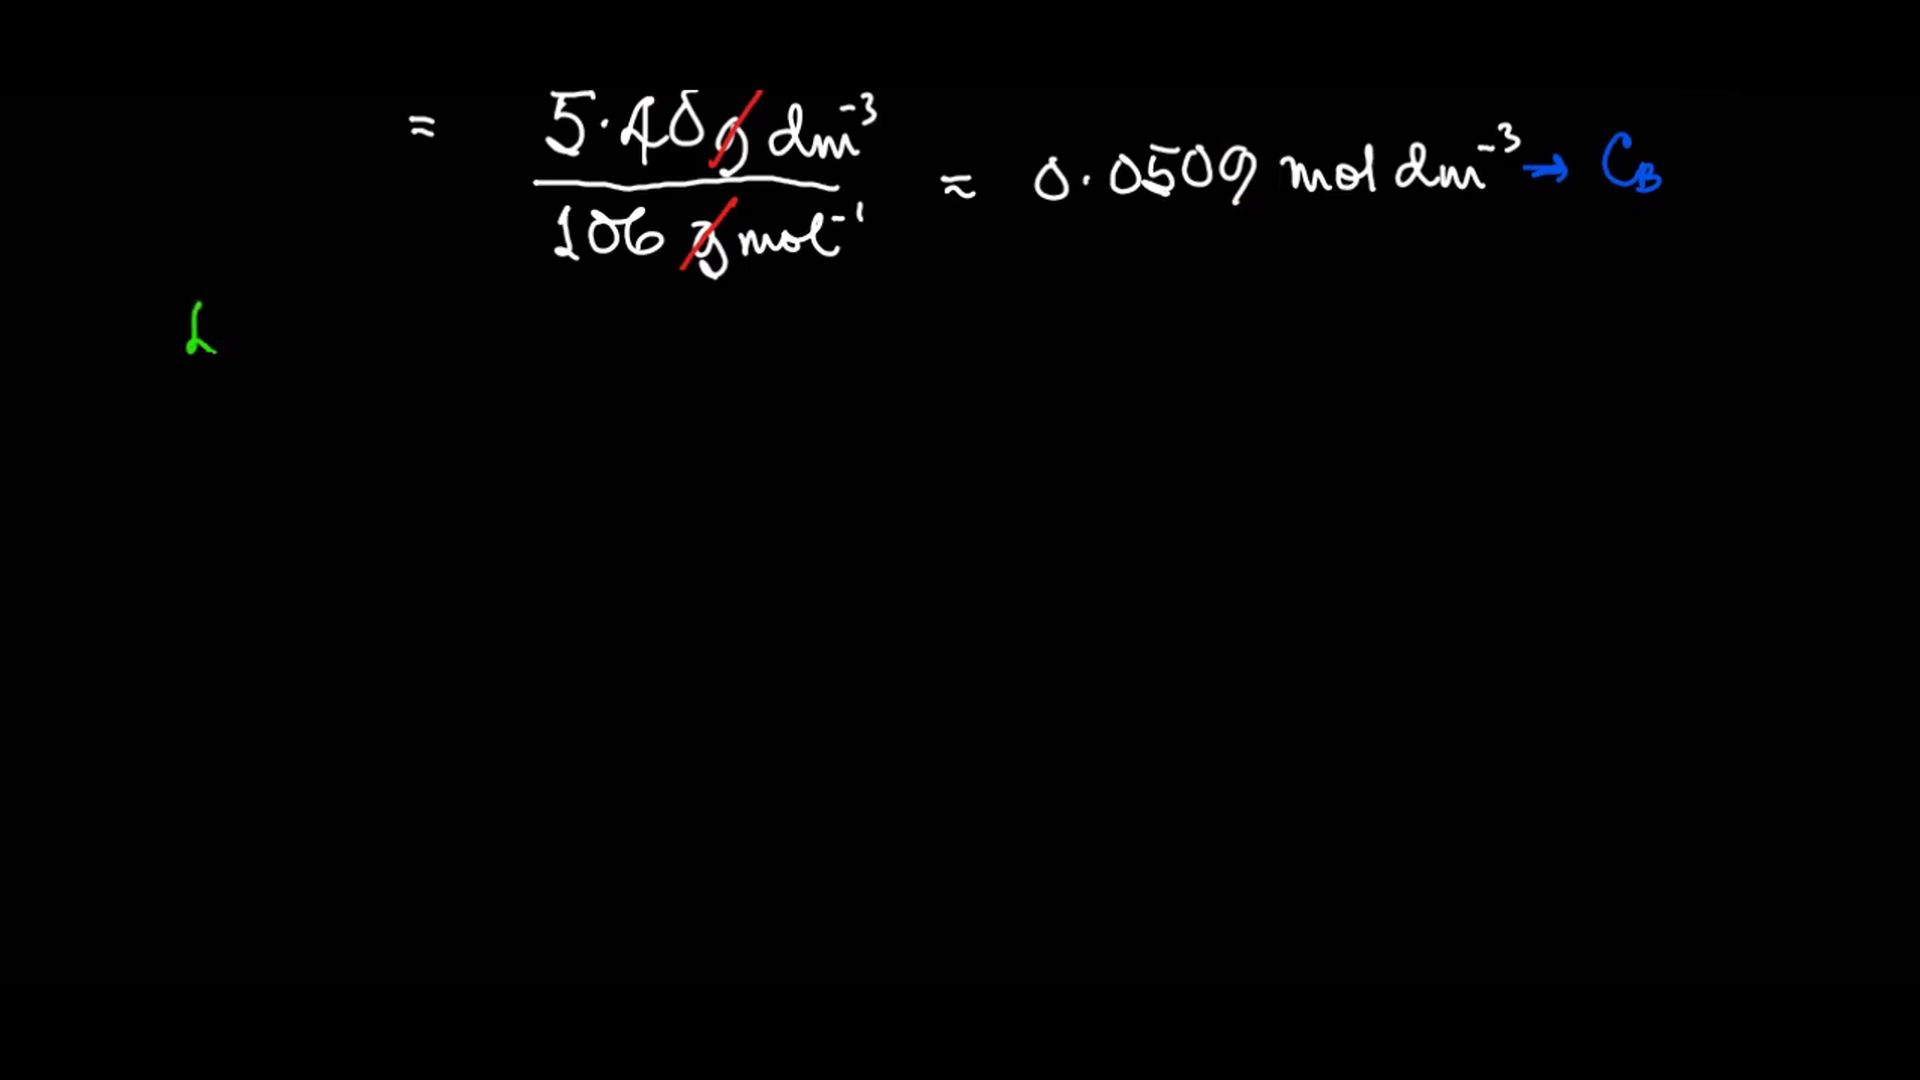 = 5.40 g dm⁻³
106 g mol⁻¹
≈ 0.0509 mol dm⁻³ → C_B